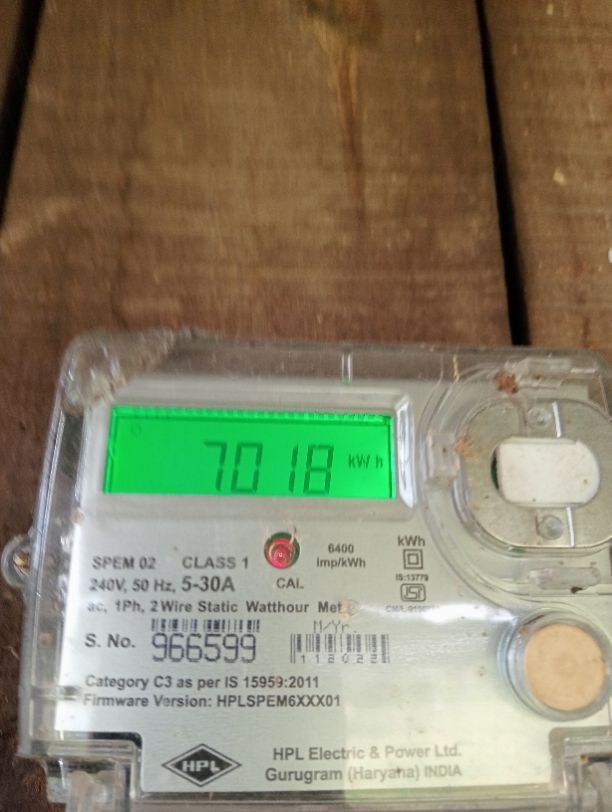 7018 kWh
SPEM 02 CLASS 1 CAL 6400 imp/kWh kWh
240V, 50 Hz, 5-30A IS:13779
ac, 1Ph, 2 Wire Static Watthour
M/Yr.
S. No. 966599
Category C3 as per IS 15959:2011
Firmware Version: HPLSPEM6XXX01
HPL
HPL Electric & Power Ltd.
Gurugram (Haryana) INDIA